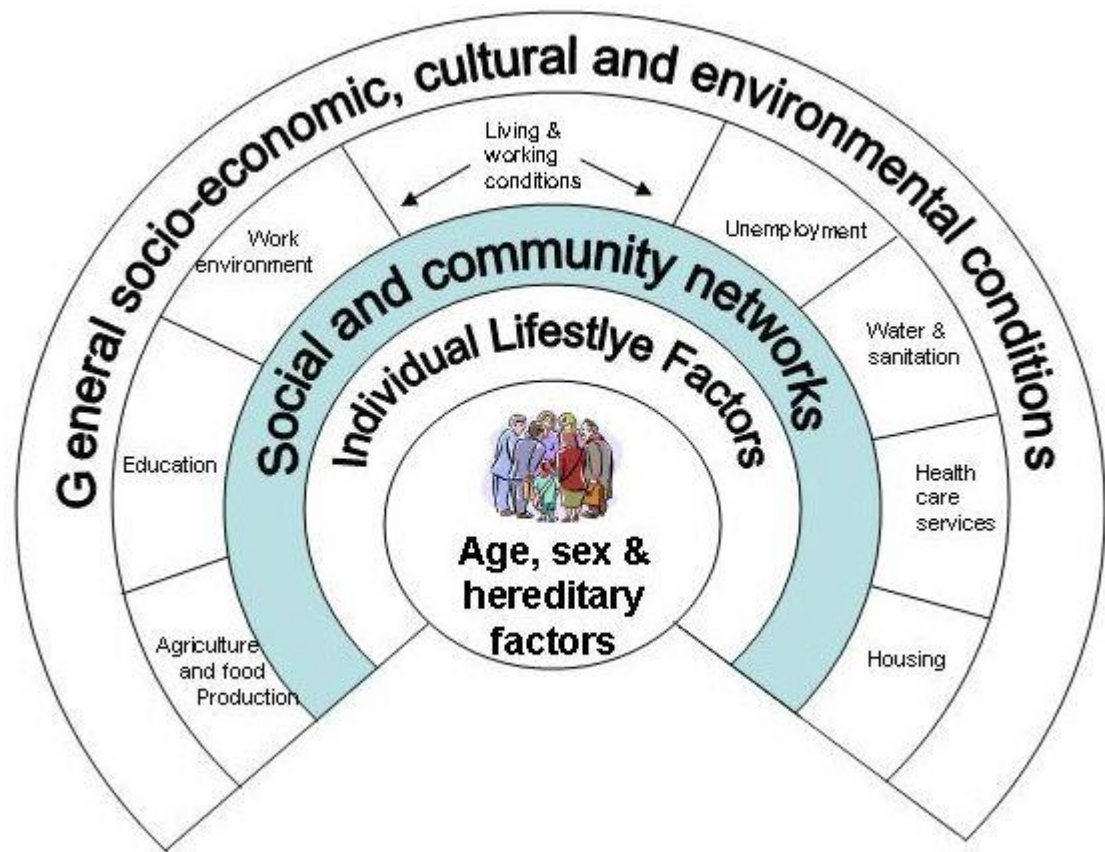 General socio-economic, cultural and environmental conditions
Living &
working
conditions
Work
environment
Unemployment
Education
Water &
sanitation
Agriculture
and food
Production
Health
care
services
Housing
Social and community networks
Individual Lifestlye Factors
Age, sex &
hereditary
factors